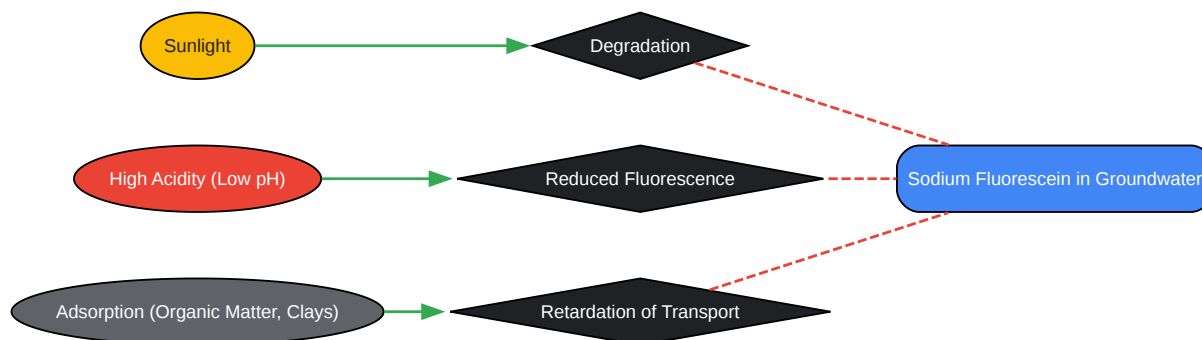 Sunlight
Degradation
High Acidity (Low pH)
Reduced Fluorescence
Sodium Fluorescein in Groundwater
Adsorption (Organic Matter, Clays)
Retardation of Transport